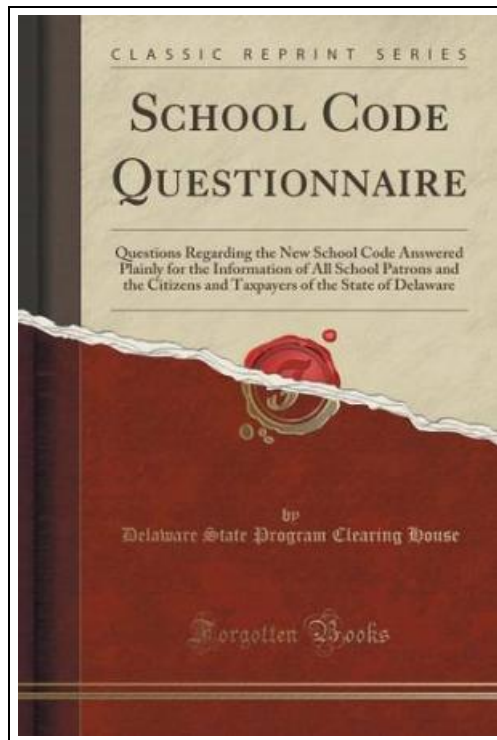 CLASSIC REPRINT SERIES
SCHOOL CODE
QUESTIONNAIRE
Questions Regarding the New School Code Answered
Plainly for the Information of All School Patrons and
the Citizens and Taxpayers of the State of Delaware
F
by
Delaware State Program Clearing House
Forgotten Books